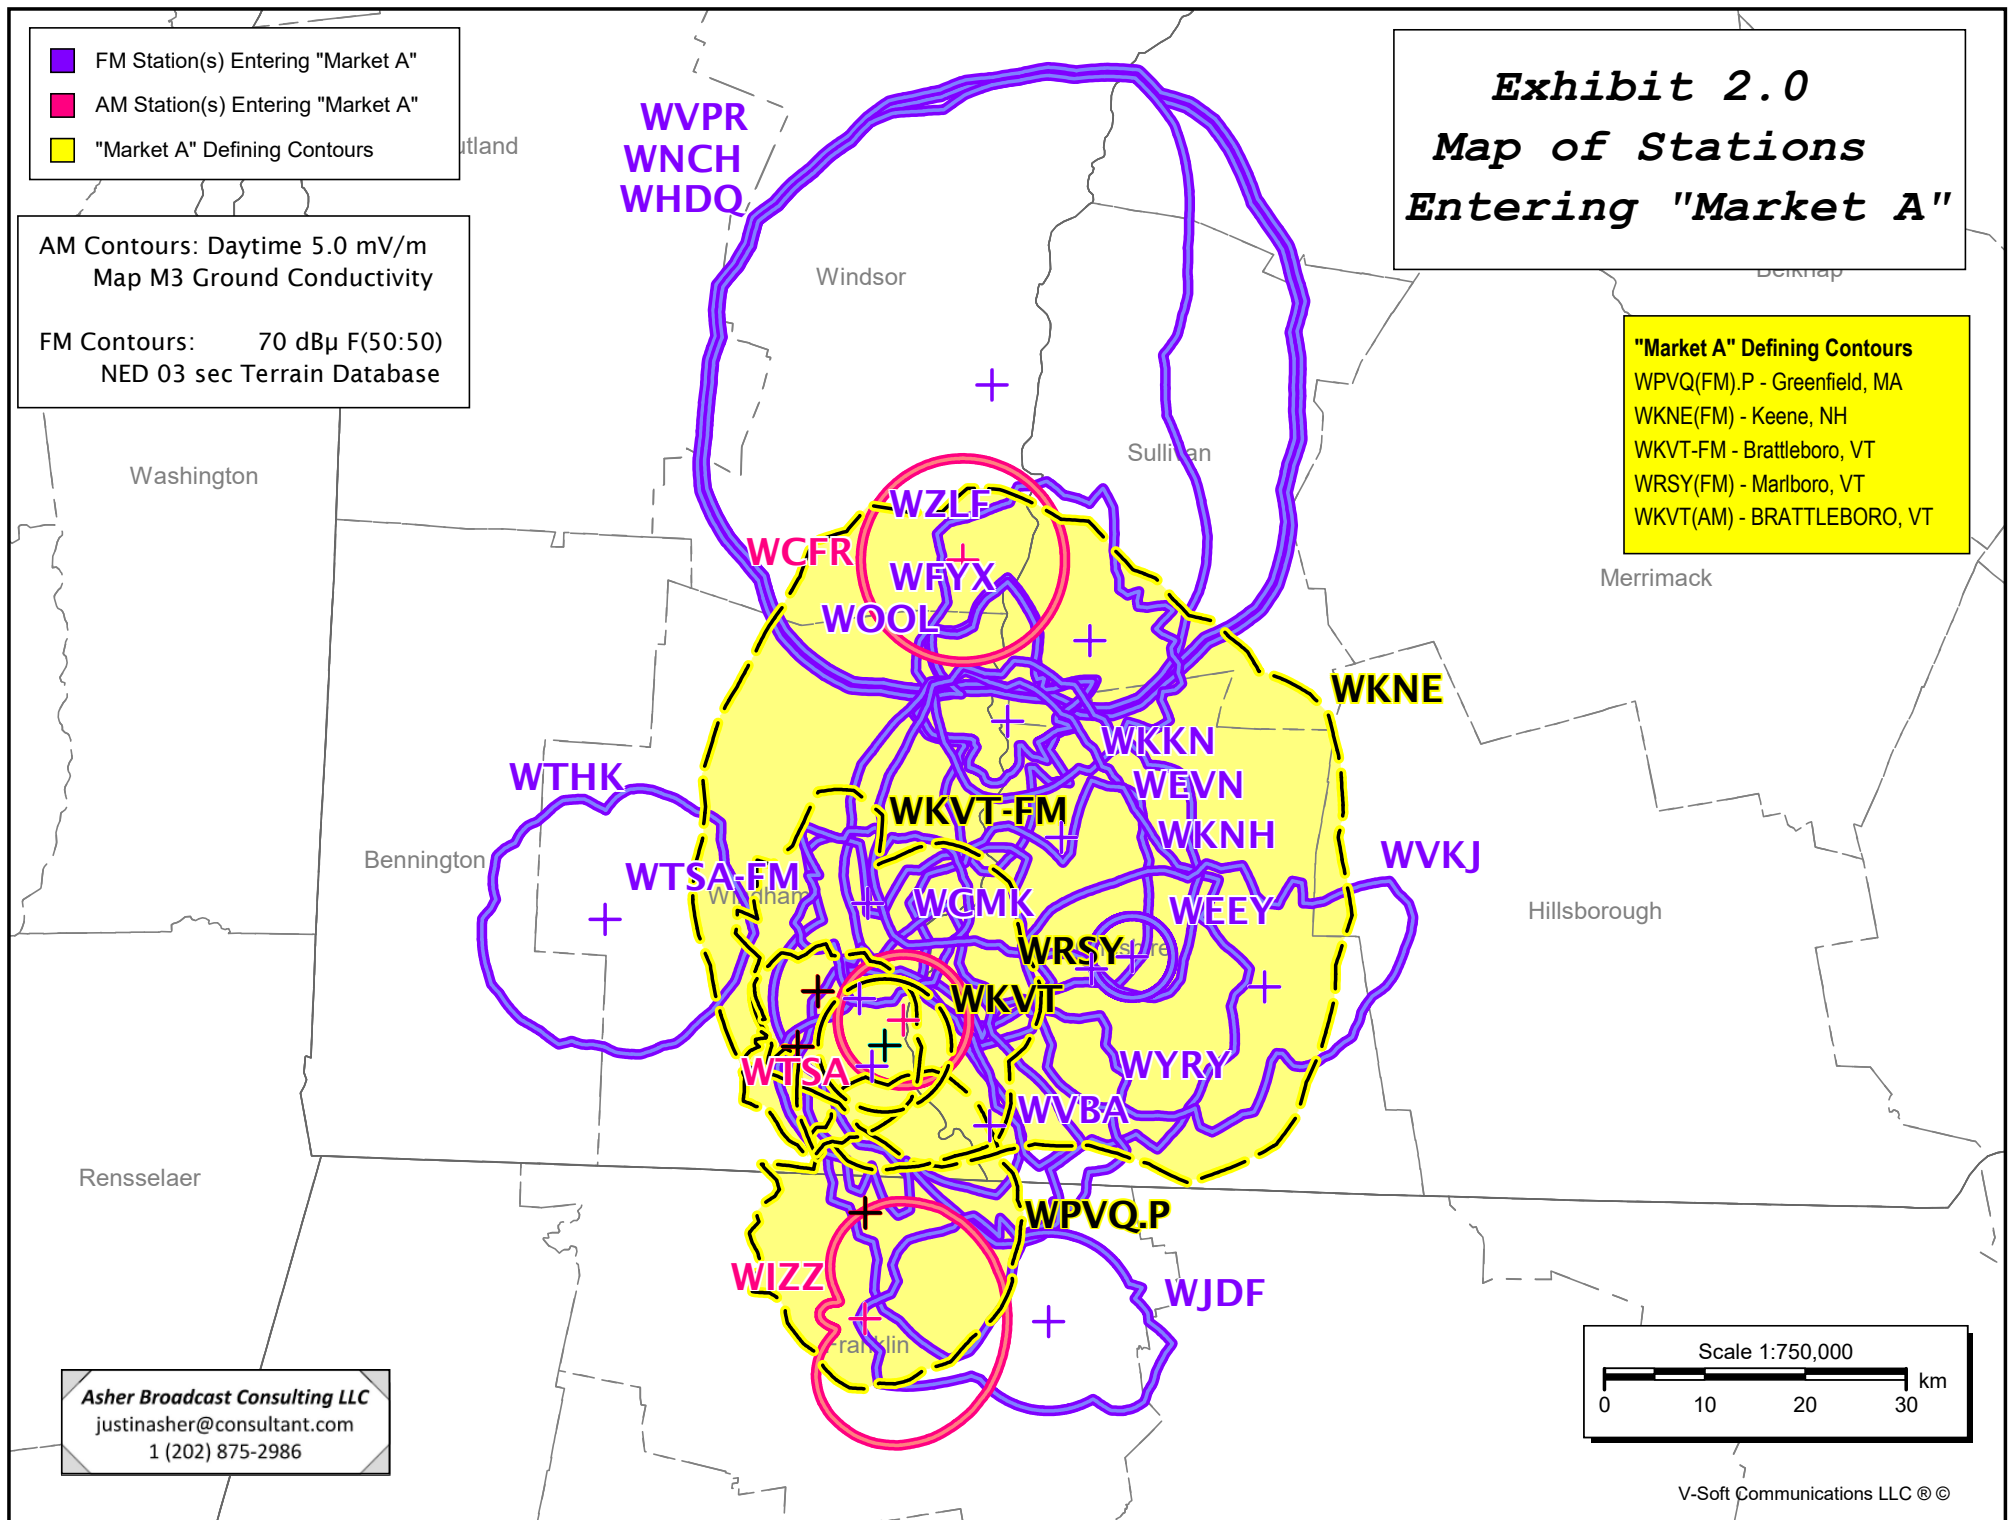 FM Station(s) Entering "Market A"
AM Station(s) Entering "Market A"
"Market A" Defining Contours
AM Contours: Daytime 5.0 mV/m
Map M3 Ground Conductivity
FM Contours: 70 dBµ F(50:50)
NED 03 sec Terrain Database
Exhibit 2.0
Map of Stations
Entering "Market A"
"Market A" Defining Contours
WPVQ(FM).P - Greenfield, MA
WKNE(FM) - Keene, NH
WKVT-FM - Brattleboro, VT
WRSY(FM) - Marlboro, VT
WKVT(AM) - BRATTLEBORO, VT
WVPR
WNCH
WHDQ
Windsor
Washington
Sullivan
WZLF
WCFR
WFYX
WOOL
Merrimack
WKNE
WKKN
WTHK
WEVN
WKVT-FM
WKNH
Bennington
WVKJ
WTSA-FM
Windham
WCMK
WEEY
Hillsborough
WRSY
WKVT
WTSA
WYRY
WVBA
Rensselaer
WPVQ.P
WIZZ
WJDF
Franklin
Asher Broadcast Consulting LLC
justinasher@consultant.com
1 (202) 875-2986
Scale 1:750,000
km
0 10 20 30
V-Soft Communications LLC ® ©